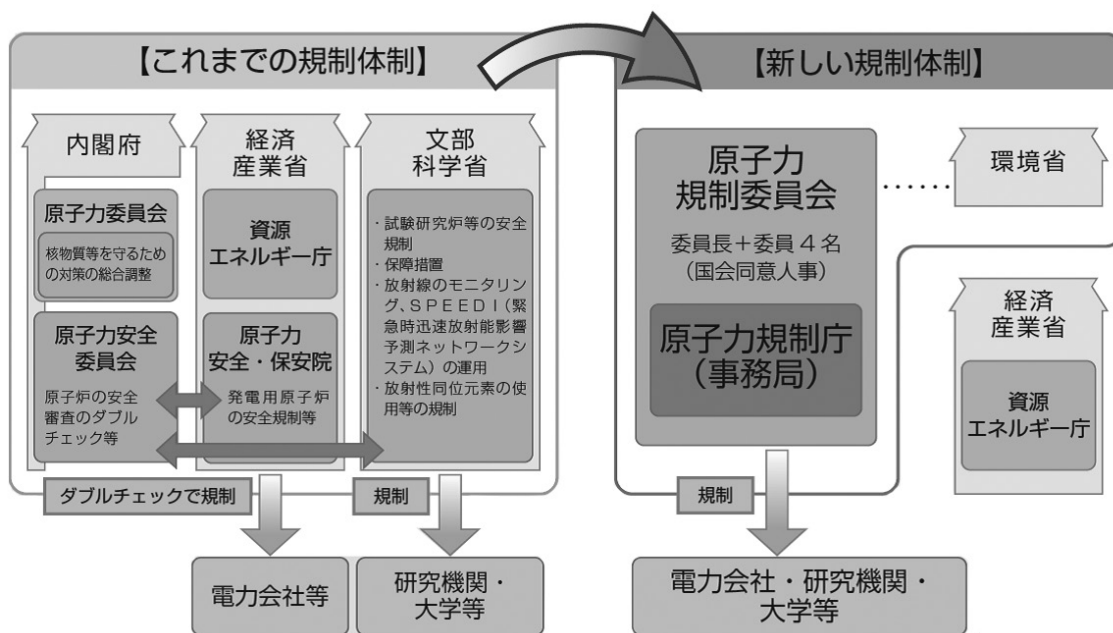 【これまでの規制体制】
内閣府
原子力委員会
核物質等を守るため
の対策の総合調整
原子力安全
委員会
原子炉の安全
審査のダブル
チェック等
経済
産業省
資源
エネルギー庁
原子力
安全・保安院
発電用原子炉
の安全規制等
文部
科学省
・試験研究炉等の安全
規制
・保障措置
・放射線のモニタリン
グ、ＳＰＥＥＤＩ（緊
急時迅速放射能影響
予測ネットワークシ
ステム）の運用
・放射性同位元素の使
用等の規制
ダブルチェックで規制
規制
電力会社等
研究機関・
大学等
【新しい規制体制】
原子力
規制委員会
委員長＋委員４名
（国会同意人事）
原子力規制庁
（事務局）
……
環境省
経済
産業省
資源
エネルギー庁
規制
電力会社・研究機関・
大学等